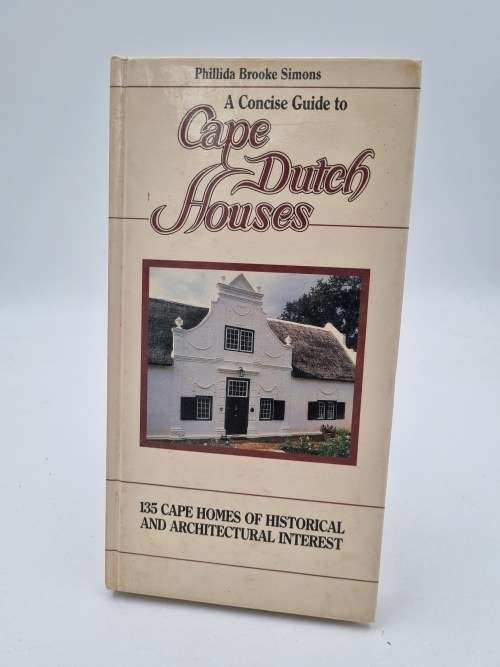 Phillida Brooke Simons
A Concise Guide to
Cape
Dutch
Houses
135 CAPE HOMES OF HISTORICAL
AND ARCHITECTURAL INTEREST